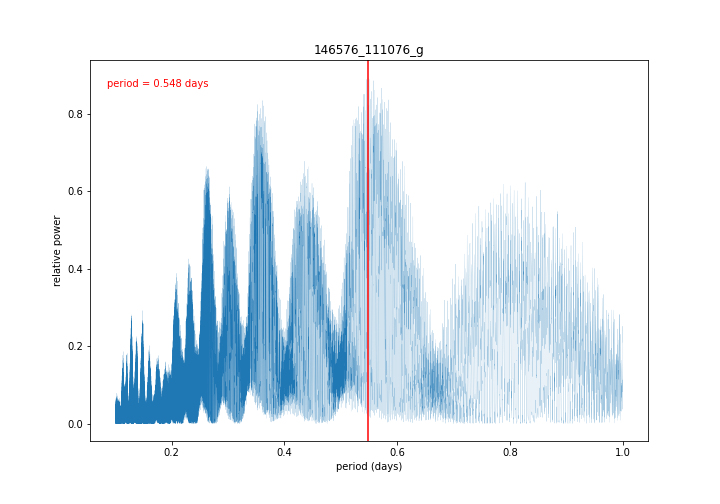 146576_111076_g
period = 0.548 days
relative power
0.8
0.6
0.4
0.2
0.0
0.2 0.4 0.6 0.8 1.0
period (days)